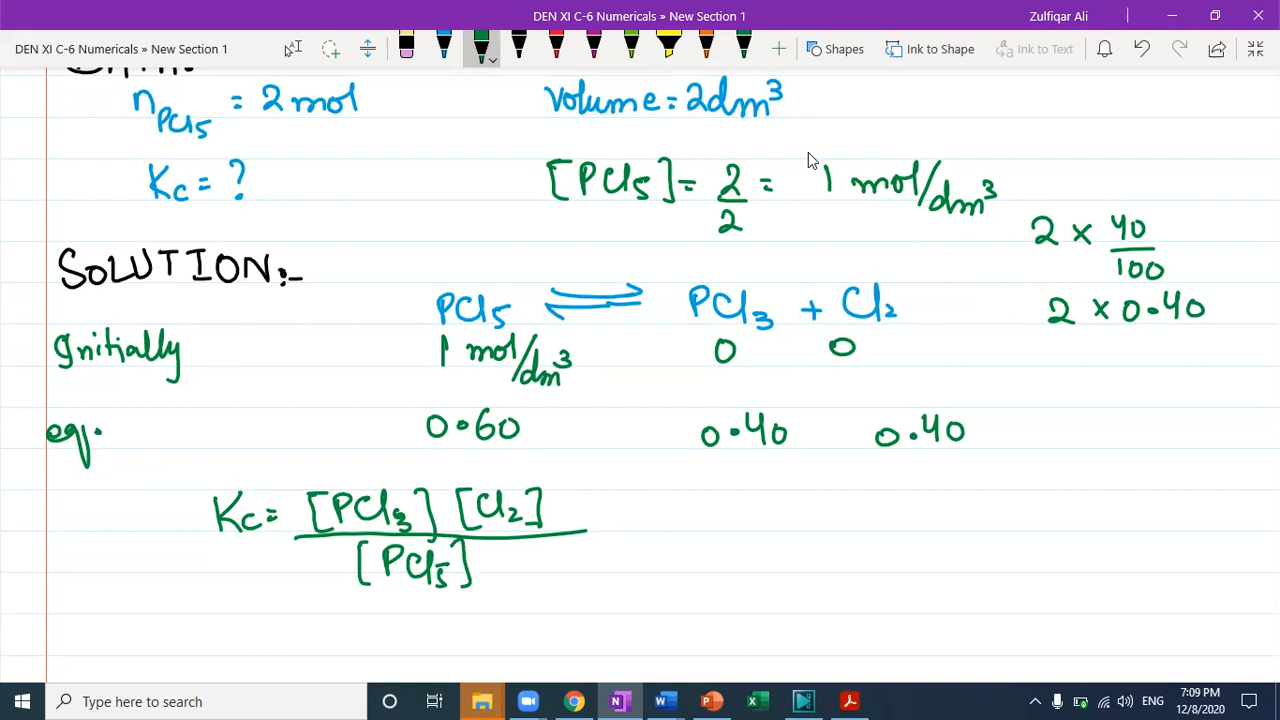 DEN XI C-6 Numericals » New Section 1
Zulfiqar Ali
DEN XI C-6 Numericals » New Section 1
Shapes
Ink to Shape
Ink to Text
n PCl5 = 2 mol
volume = 2dm³
Kc = ?
[PCl5] = 2/2 = 1 mol/dm³
2 × 40/100
SOLUTION:-
2 × 0.40
PCl5 ⇌ PCl3 + Cl2
Initially 1 mol/dm³ 0 0
eq. 0.60 0.40 0.40
Kc = [PCl3] [Cl2] / [PCl5]
Type here to search
ENG
7:09 PM
12/8/2020